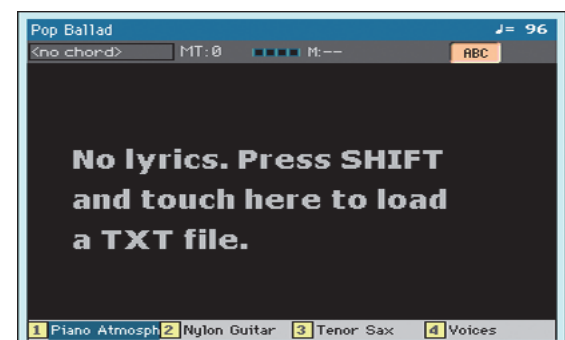 Pop Ballad ♩= 96
<no chord> MT:0 M:-- ABC
No lyrics. Press SHIFT
and touch here to load
a TXT file.
1 Piano Atmosph 2 Nylon Guitar 3 Tenor Sax 4 Voices